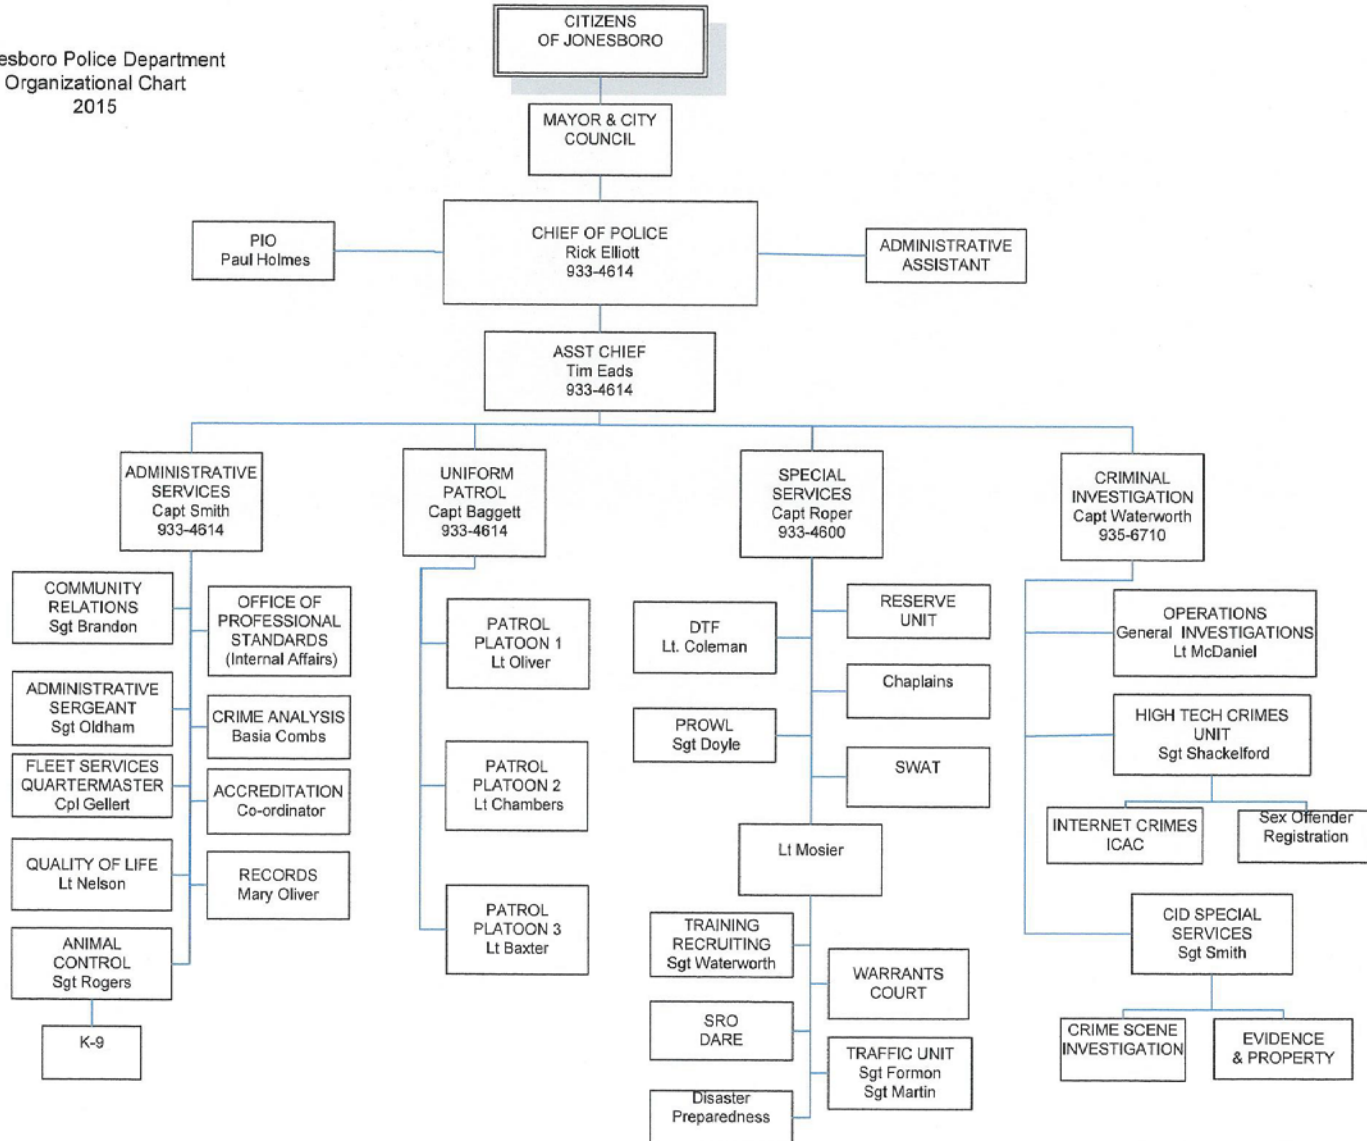 esboro Police Department
Organizational Chart
2015
CITIZENS
OF JONESBORO
MAYOR & CITY
COUNCIL
PIO
Paul Holmes
CHIEF OF POLICE
Rick Elliott
933-4614
ADMINISTRATIVE
ASSISTANT
ASST CHIEF
Tim Eads
933-4614
ADMINISTRATIVE
SERVICES
Capt Smith
933-4614
UNIFORM
PATROL
Capt Baggett
933-4614
SPECIAL
SERVICES
Capt Roper
933-4600
CRIMINAL
INVESTIGATION
Capt Waterworth
935-6710
COMMUNITY
RELATIONS
Sgt Brandon
OFFICE OF
PROFESSIONAL
STANDARDS
(Internal Affairs)
ADMINISTRATIVE
SERGEANT
Sgt Oldham
CRIME ANALYSIS
Basia Combs
FLEET SERVICES
QUARTERMASTER
Cpl Gellert
ACCREDITATION
Co-ordinator
QUALITY OF LIFE
Lt Nelson
RECORDS
Mary Oliver
ANIMAL
CONTROL
Sgt Rogers
K-9
PATROL
PLATOON 1
Lt Oliver
PATROL
PLATOON 2
Lt Chambers
PATROL
PLATOON 3
Lt Baxter
DTF
Lt. Coleman
RESERVE
UNIT
Chaplains
PROWL
Sgt Doyle
SWAT
Lt Mosier
TRAINING
RECRUITING
Sgt Waterworth
WARRANTS
COURT
SRO
DARE
TRAFFIC UNIT
Sgt Formon
Sgt Martin
Disaster
Preparedness
OPERATIONS
General INVESTIGATIONS
Lt McDaniel
HIGH TECH CRIMES
UNIT
Sgt Shackelford
INTERNET CRIMES
ICAC
Sex Offender
Registration
CID SPECIAL
SERVICES
Sgt Smith
CRIME SCENE
INVESTIGATION
EVIDENCE
& PROPERTY